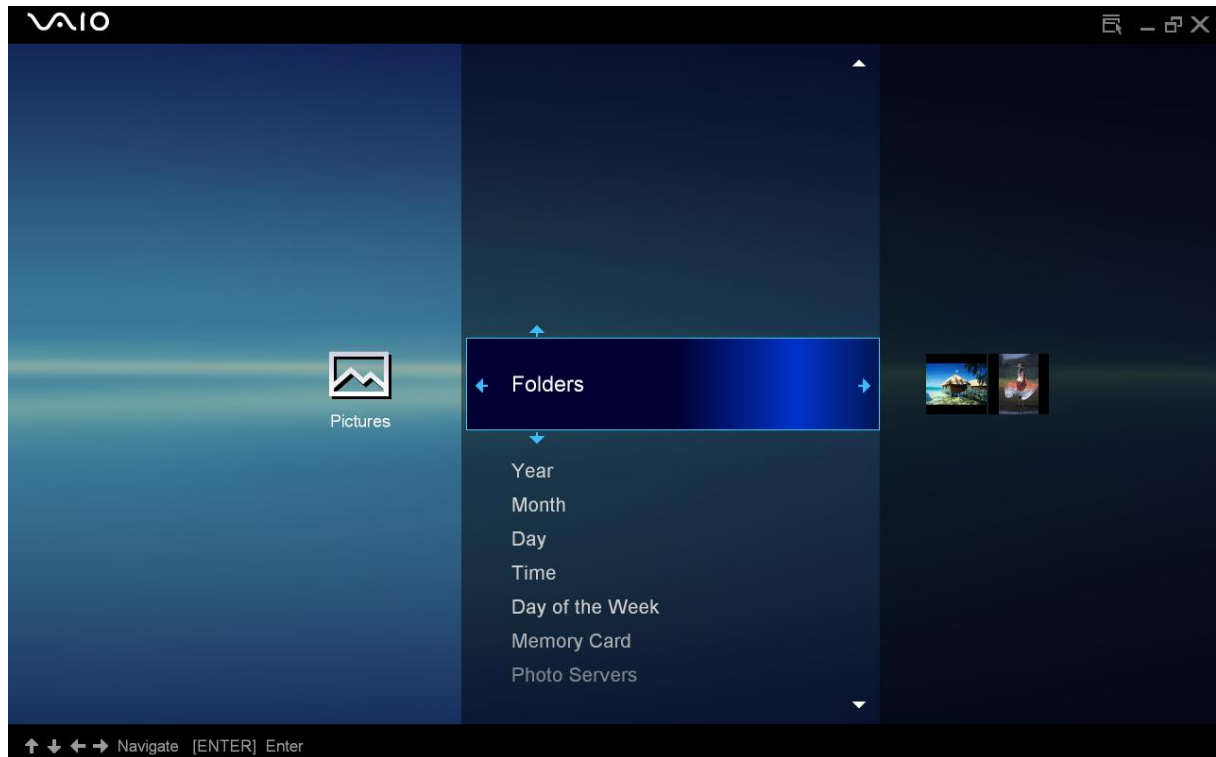 VAIO
Folders
Pictures
Year
Month
Day
Time
Day of the Week
Memory Card
Photo Servers
Navigate [ENTER] Enter